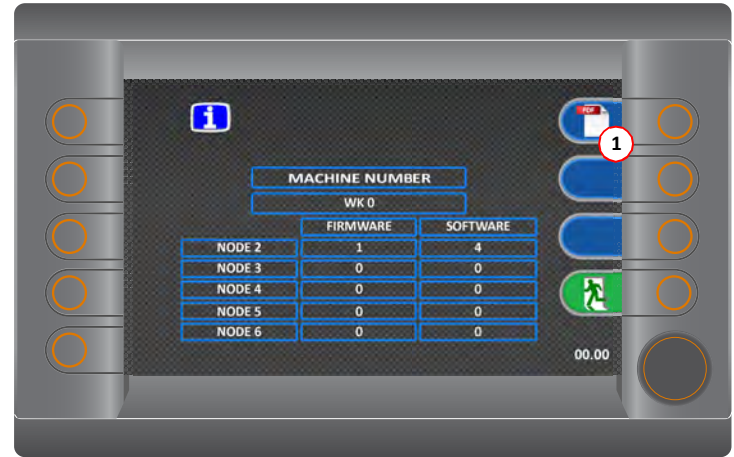 i
PDF
1
MACHINE NUMBER
WK 0
FIRMWARE SOFTWARE
NODE 2 1 4
NODE 3 0 0
NODE 4 0 0
NODE 5 0 0
NODE 6 0 0
00.00